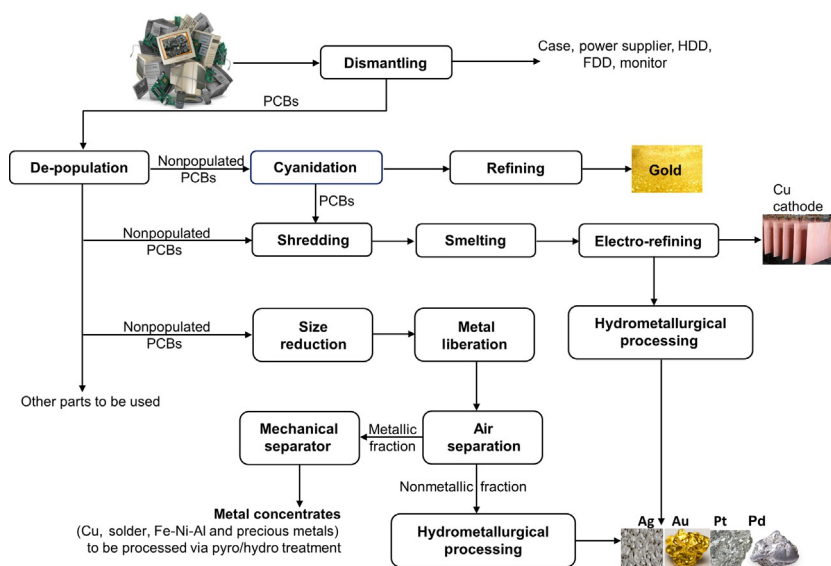 Dismantling
Case, power supplier, HDD,
FDD, monitor
PCBs
De-population
Nonpopulated
PCBs
Cyanidation
Refining
Gold
PCBs
Cu
cathode
Nonpopulated
PCBs
Shredding
Smelting
Electro-refining
Nonpopulated
PCBs
Size
reduction
Metal
liberation
Hydrometallurgical
processing
Other parts to be used
Mechanical
separator
Metallic
fraction
Air
separation
Nonmetallic fraction
Metal concentrates
(Cu, solder, Fe-Ni-Al and precious metals)
to be processed via pyro/hydro treatment
Hydrometallurgical
processing
Ag Au Pt Pd